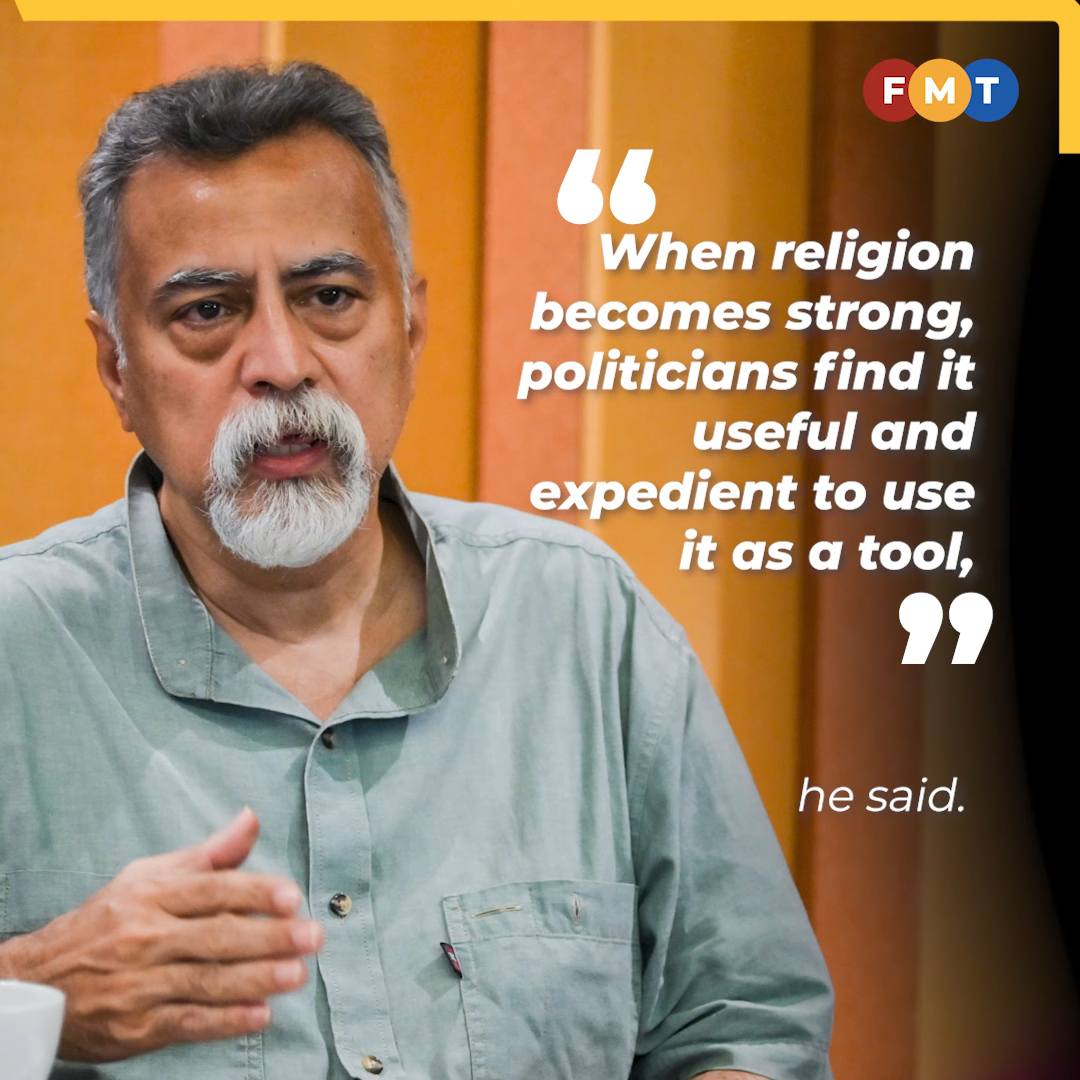 FMT
“
When religion
becomes strong,
politicians find it
useful and
expedient to use
it as a tool,
”
he said.